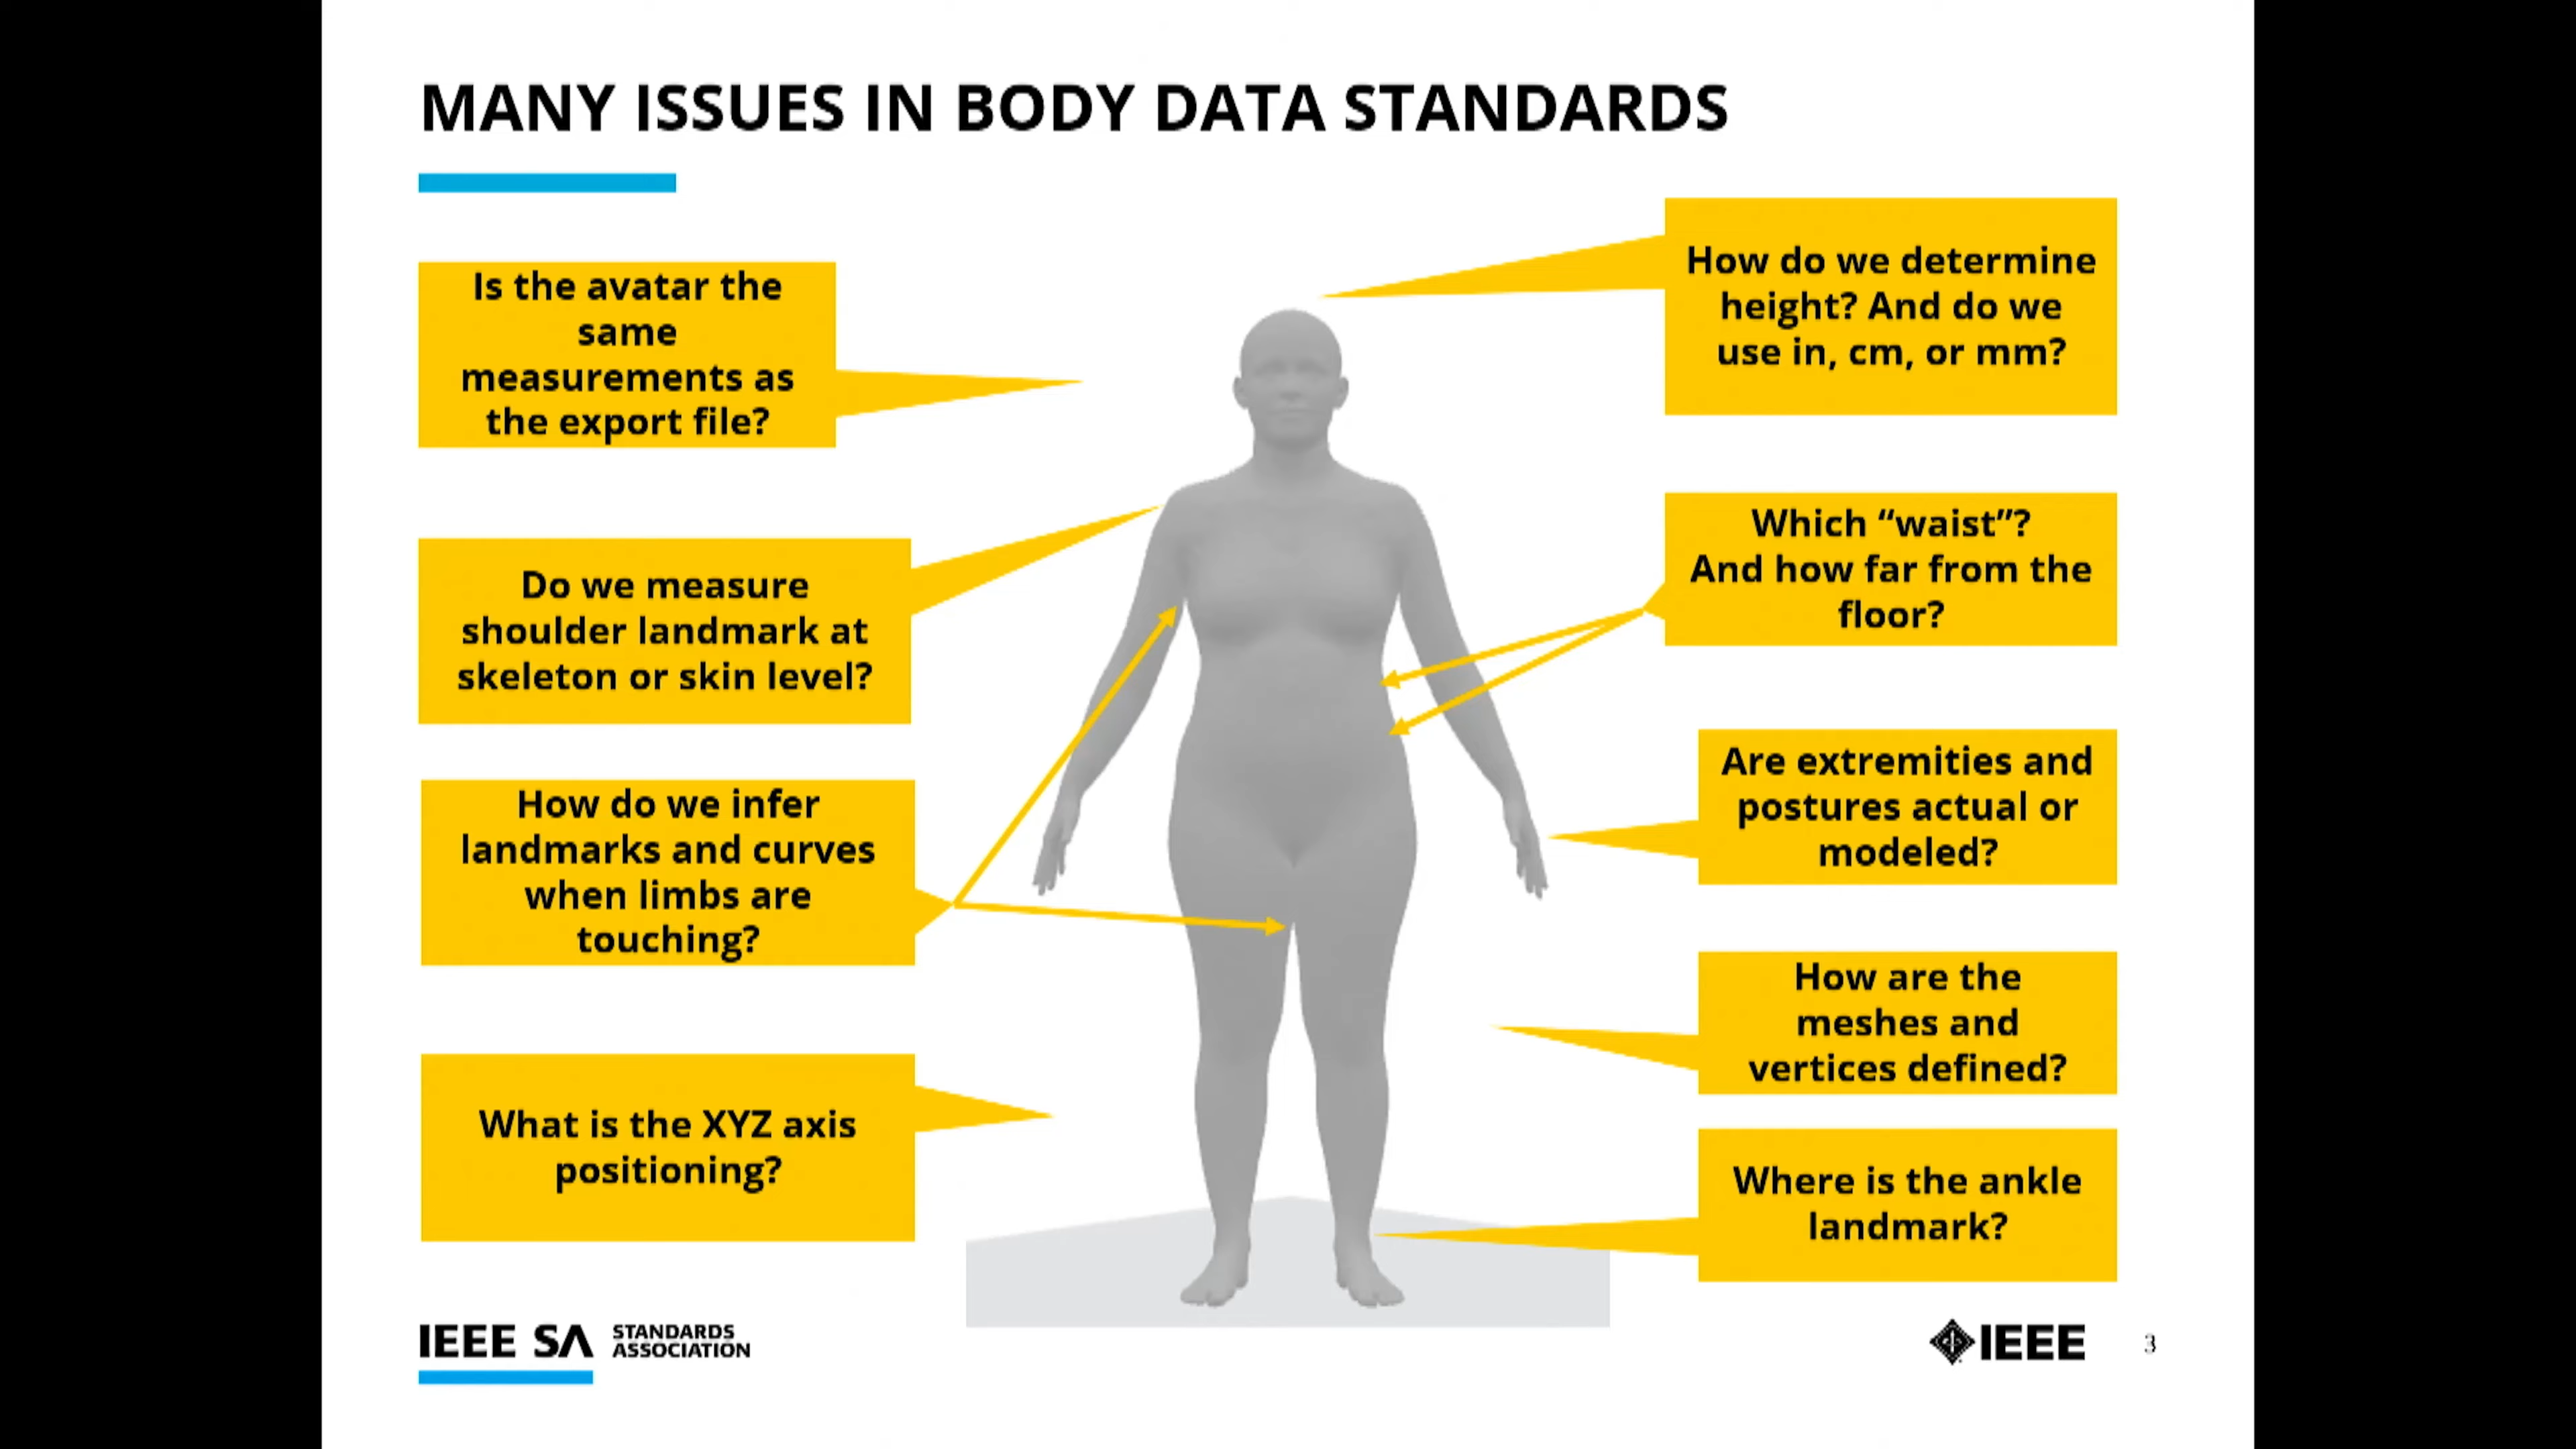 MANY ISSUES IN BODY DATA STANDARDS
Is the avatar the
same
measurements as
the export file?
Do we measure
shoulder landmark at
skeleton or skin level?
How do we infer
landmarks and curves
when limbs are
touching?
What is the XYZ axis
positioning?
How do we determine
height? And do we
use in, cm, or mm?
Which “waist”?
And how far from the
floor?
Are extremities and
postures actual or
modeled?
How are the
meshes and
vertices defined?
Where is the ankle
landmark?
IEEE SA
STANDARDS
ASSOCIATION
IEEE
3